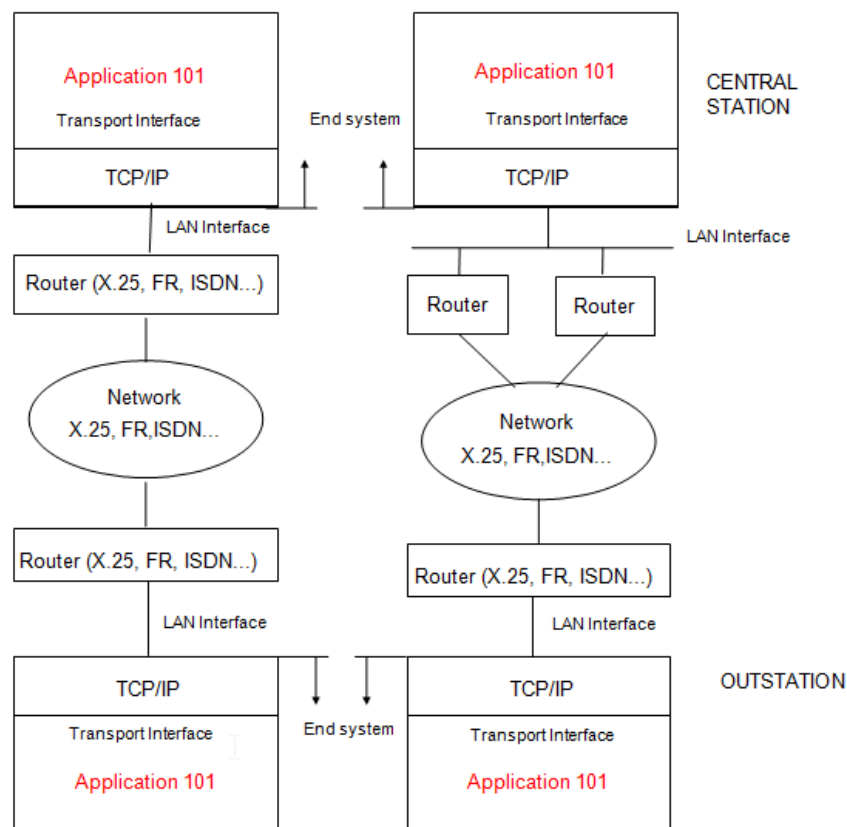 Application 101
Transport Interface
TCP/IP
End system
Application 101
Transport Interface
TCP/IP
CENTRAL
STATION
LAN Interface
LAN Interface
Router (X.25, FR, ISDN...)
Router
Router
Network
X.25, FR,ISDN...
Network
X.25, FR,ISDN...
Router (X.25, FR, ISDN...)
Router (X.25, FR, ISDN...)
LAN Interface
LAN Interface
TCP/IP
Transport Interface
Application 101
End system
TCP/IP
Transport Interface
Application 101
OUTSTATION